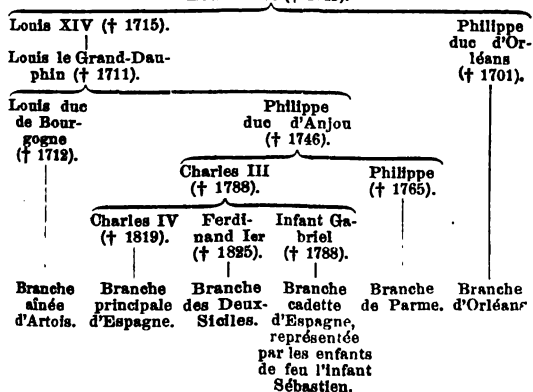 Louis XIV († 1715).
Philippe
duc d'Or-
léans
(† 1701).
Louis le Grand-Dau-
phin († 1711).
Louis duc
de Bour-
gogne
(† 1712).
Philippe
duc d'Anjou
(† 1746).
Charles III
(† 1788).
Philippe
(† 1765).
Charles IV
(† 1819).
Ferdi-
nand Ier
(† 1825).
Infant Ga-
briel
(† 1788).
Branche
aînée
d'Artois.
Branche
principale
d'Espagne.
Branche
des Deux-
Siciles.
Branche
cadette
d'Espagne,
représentée
par les enfants
de feu l'infant
Sébastien.
Branche
de Parme.
Branche
d'Orléans